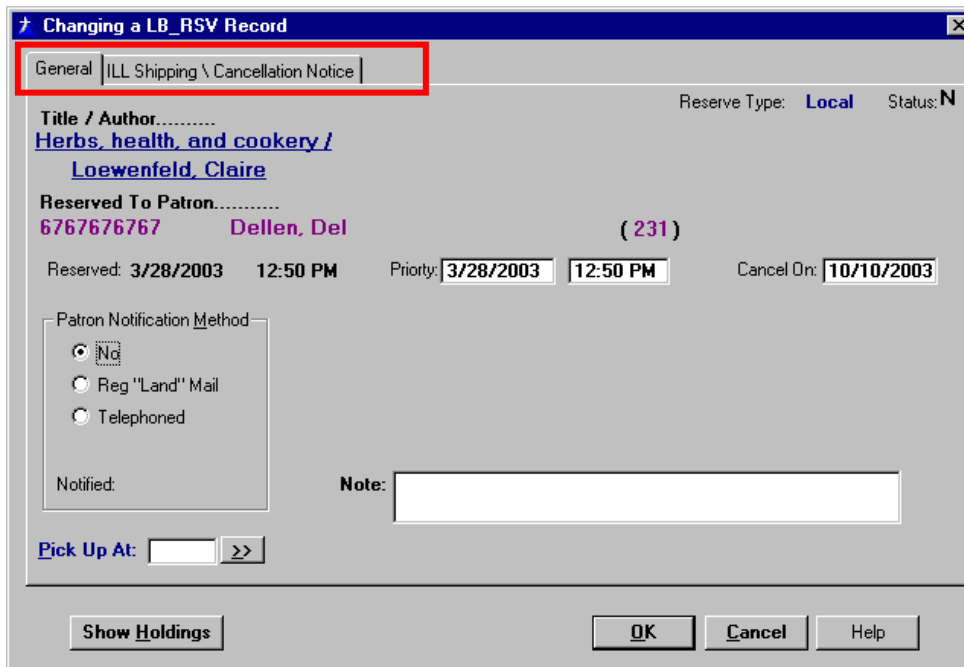 Changing a LB_RSV Record
General ILL Shipping \ Cancellation Notice
Reserve Type: Local Status: N
Title / Author..........
Herbs, health, and cookery /
Loewenfeld, Claire
Reserved To Patron...........
6767676767 Dellen, Del ( 231 )
Reserved: 3/28/2003 12:50 PM Priorty: 3/28/2003 12:50 PM Cancel On: 10/10/2003
Patron Notification Method
No
Reg "Land" Mail
Telephoned
Notified: Note:
Pick Up At: >>
Show Holdings OK Cancel Help